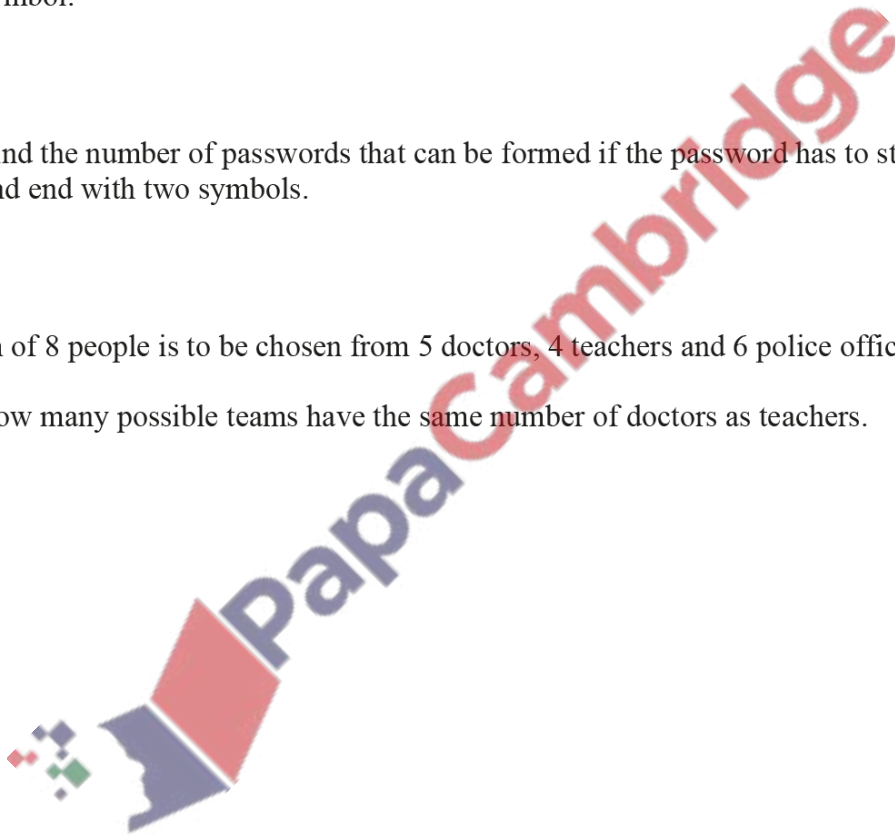 nd the number of passwords that can be formed if the password has to st
nd end with two symbols.
of 8 people is to be chosen from 5 doctors, 4 teachers and 6 police offic
ow many possible teams have the same number of doctors as teachers.
PapaCambridge